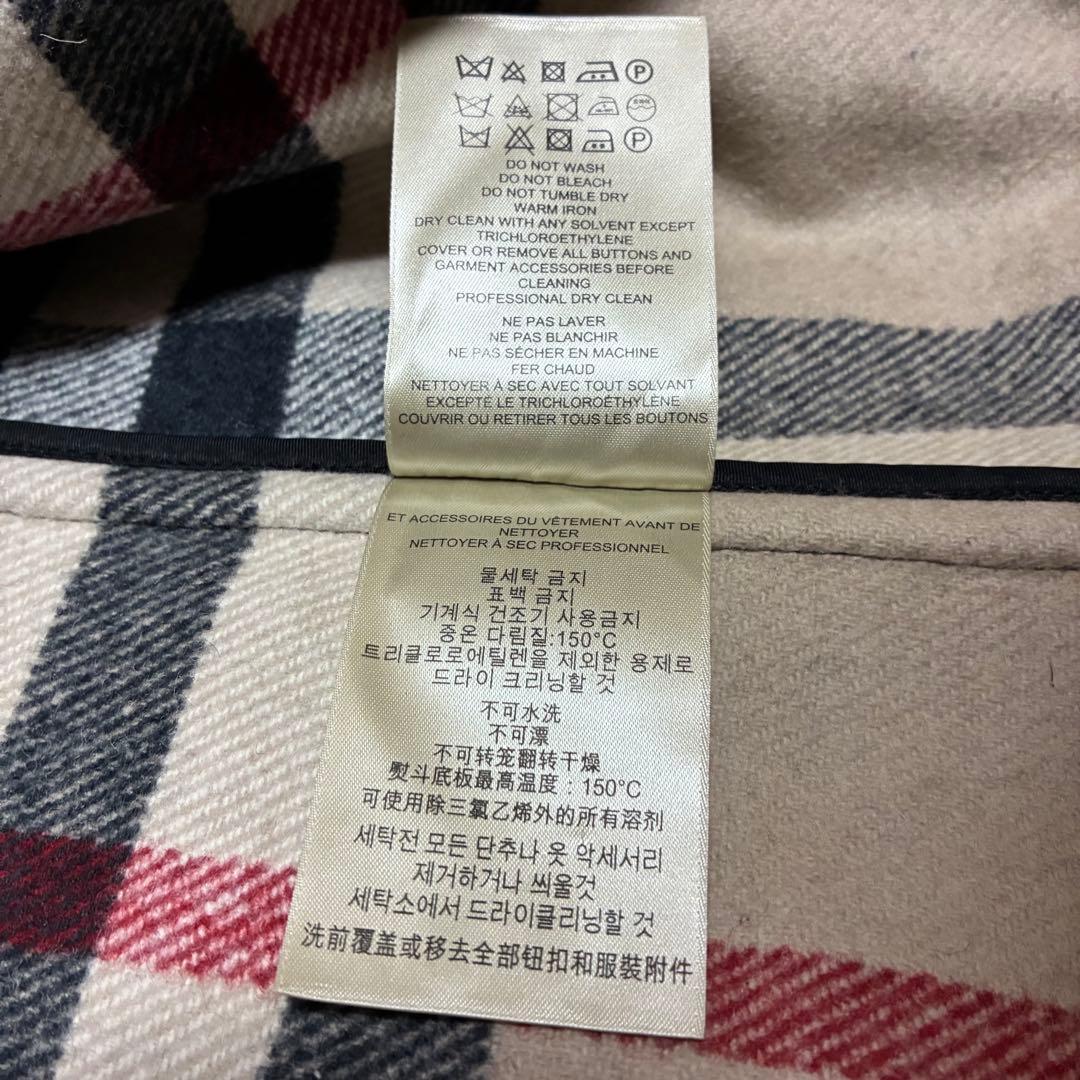 P
P
DO NOT WASH
DO NOT BLEACH
DO NOT TUMBLE DRY
WARM IRON
DRY CLEAN WITH ANY SOLVENT EXCEPT
TRICHLOROETHYLENE
COVER OR REMOVE ALL BUTTONS AND
GARMENT ACCESSORIES BEFORE
CLEANING
PROFESSIONAL DRY CLEAN
NE PAS LAVER
NE PAS BLANCHIR
NE PAS SÉCHER EN MACHINE
FER CHAUD
NETTOYER À SEC AVEC TOUT SOLVANT
EXCEPTÉ LE TRICHLOROÉTHYLÈNE
COUVRIR OU RETIRER TOUS LES BOUTONS
ET ACCESSOIRES DU VÊTEMENT AVANT DE
NETTOYER
NETTOYER À SEC PROFESSIONNEL
물세탁 금지
표백 금지
기계식 건조기 사용금지
중온 다림질:150°C
트리클로로에틸렌을 제외한 용제로
드라이 크리닝할 것
不可水洗
不可漂
不可转笼翻转干燥
熨斗底板最高温度：150°C
可使用除三氯乙烯外的所有溶剂
세탁전 모든 단추나 옷 악세서리
제거하거나 씌울것
세탁소에서 드라이클리닝할 것
洗前覆盖或移去全部钮扣和服装附件